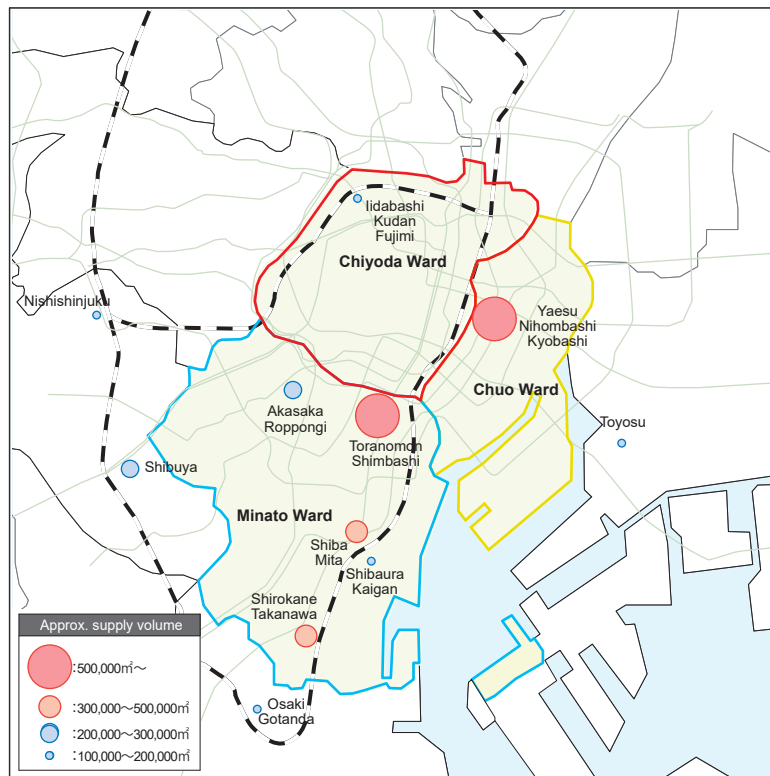 Iidabashi
Kudan
Fujimi
Chiyoda Ward
Nishishinjuku
Yaesu
Nihombashi
Kyobashi
Akasaka
Roppongi
Chuo Ward
Toranomon
Shimbashi
Toyosu
Shibuya
Minato Ward
Shiba
Mita
Shibaura
Kaigan
Shirokane
Takanawa
Osaki
Gotanda
Approx. supply volume
:500,000㎡～
:300,000～500,000㎡
:200,000～300,000㎡
:100,000～200,000㎡